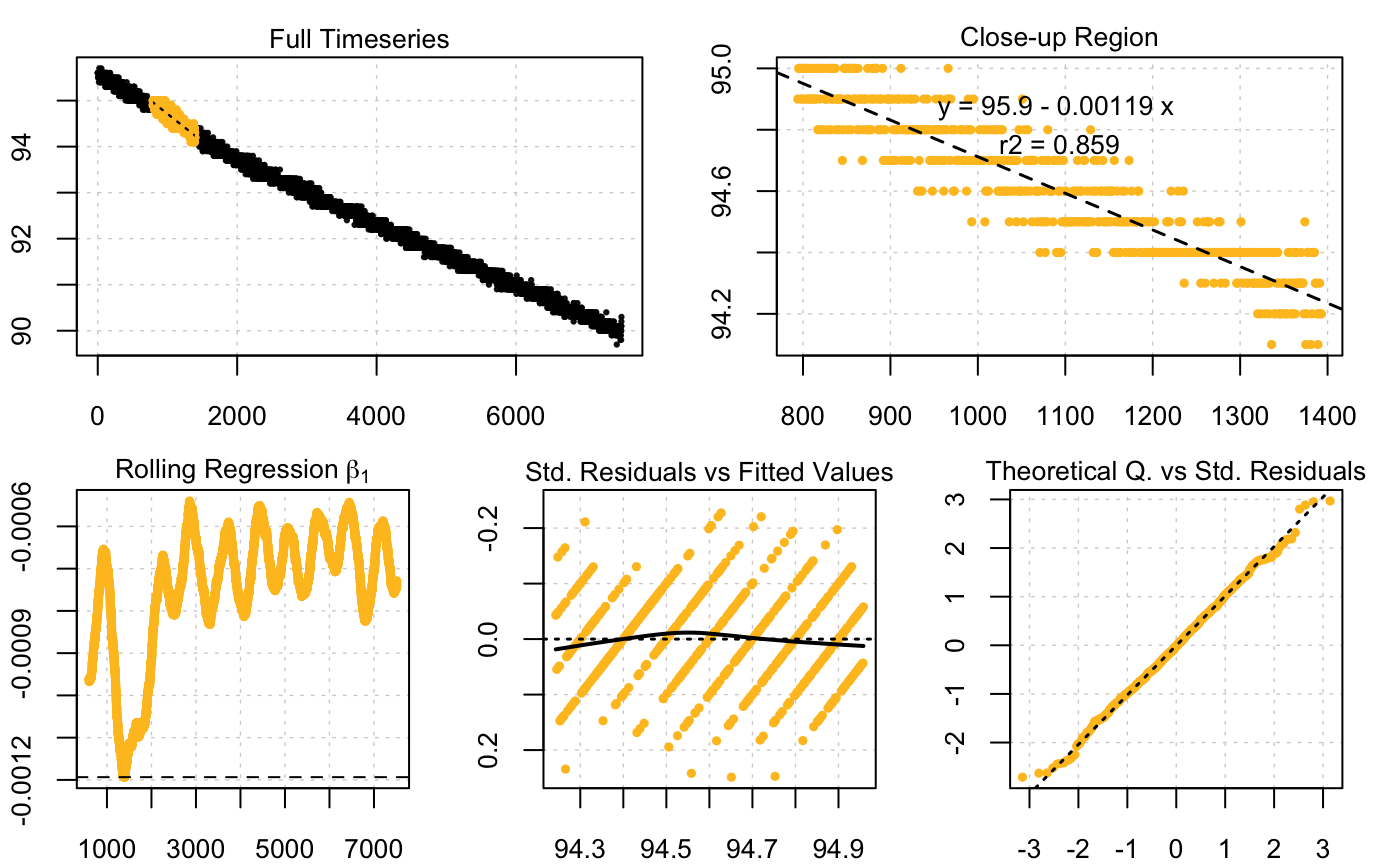 Full Timeseries
94
92
90
0 2000 4000 6000
Close-up Region
95.0
94.6
94.2
y = 95.9 - 0.00119 x
r2 = 0.859
800 900 1000 1100 1200 1300 1400
Rolling Regression β₁
-0.0006
-0.0009
-0.0012
1000 3000 5000 7000
Std. Residuals vs Fitted Values
-0.2
0.0
0.2
94.3 94.5 94.7 94.9
Theoretical Q. vs Std. Residuals
3
2
1
0
-1
-2
-3 -2 -1 0 1 2 3